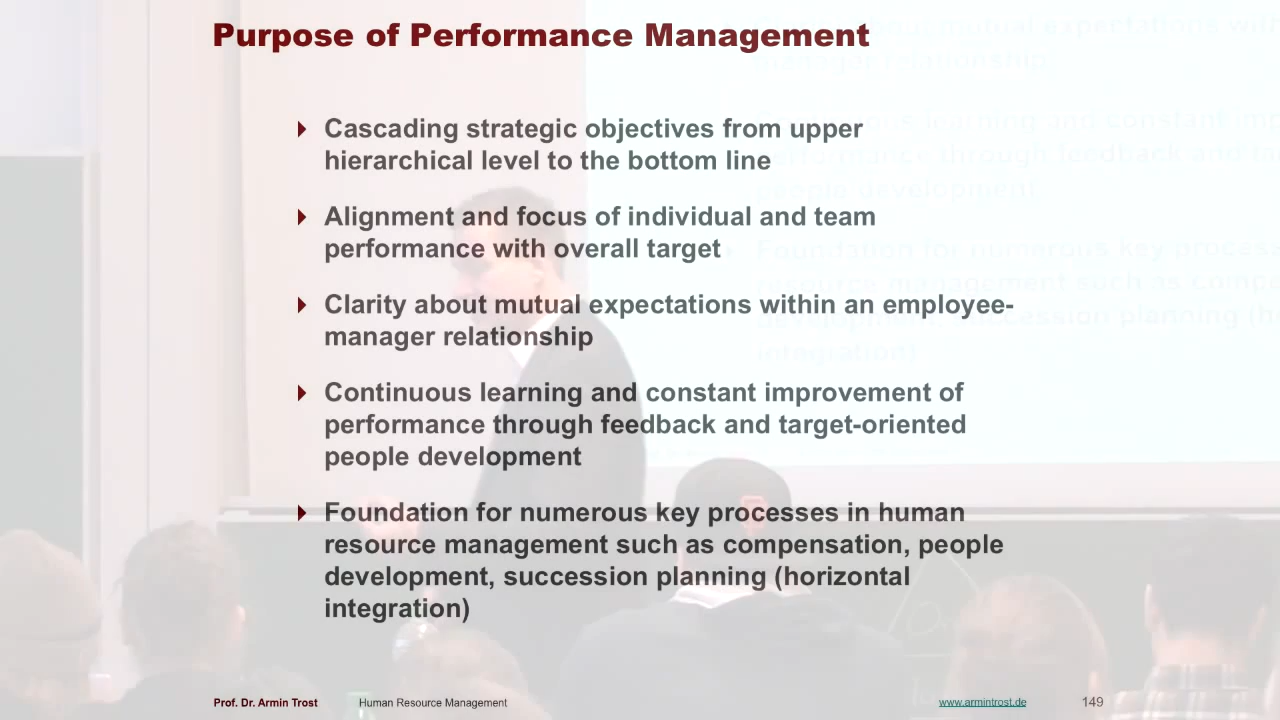 Purpose of Performance Management
Cascading strategic objectives from upper
hierarchical level to the bottom line
Alignment and focus of individual and team
performance with overall target
Clarity about mutual expectations within an employee-
manager relationship
Continuous learning and constant improvement of
performance through feedback and target-oriented
people development
Foundation for numerous key processes in human
resource management such as compensation, people
development, succession planning (horizontal
integration)
Prof. Dr. Armin Trost
Human Resource Management
www.armintrost.de
149